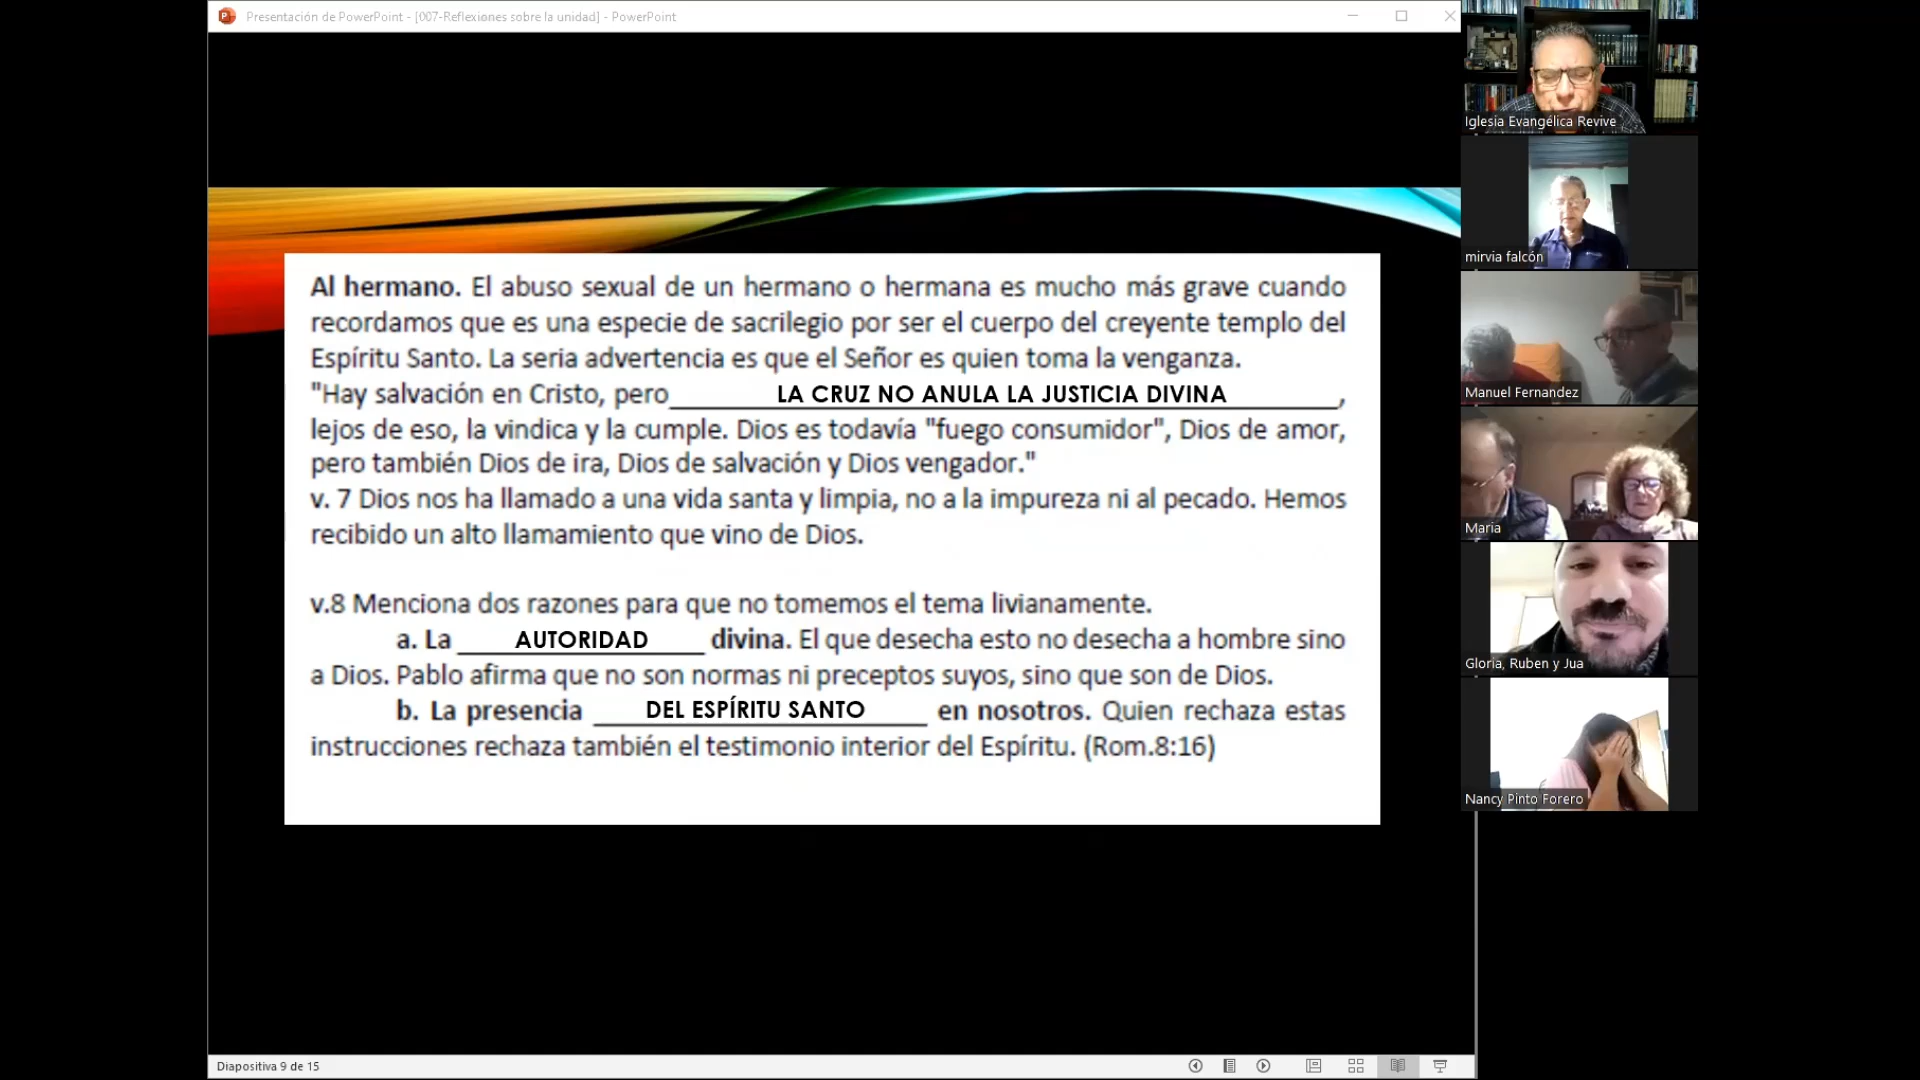 Presentación de PowerPoint - [007-Reflexiones sobre la unidad] - PowerPoint
Al hermano. El abuso sexual de un hermano o hermana es mucho más grave cuando
recordamos que es una especie de sacrilegio por ser el cuerpo del creyente templo del
Espíritu Santo. La seria advertencia es que el Señor es quien toma la venganza.
"Hay salvación en Cristo, pero LA CRUZ NO ANULA LA JUSTICIA DIVINA,
lejos de eso, la vindica y la cumple. Dios es todavía "fuego consumidor", Dios de amor,
pero también Dios de ira, Dios de salvación y Dios vengador."
v. 7 Dios nos ha llamado a una vida santa y limpia, no a la impureza ni al pecado. Hemos
recibido un alto llamamiento que vino de Dios.
v.8 Menciona dos razones para que no tomemos el tema livianamente.
a. La AUTORIDAD divina. El que desecha esto no desecha a hombre sino
a Dios. Pablo afirma que no son normas ni preceptos suyos, sino que son de Dios.
b. La presencia DEL ESPÍRITU SANTO en nosotros. Quien rechaza estas
instrucciones rechaza también el testimonio interior del Espíritu. (Rom.8:16)
Diapositiva 9 de 15
Iglesia Evangélica Revive
mirvia falcón
Manuel Fernandez
Maria
Gloria, Ruben y Jua
Nancy Pinto Forero